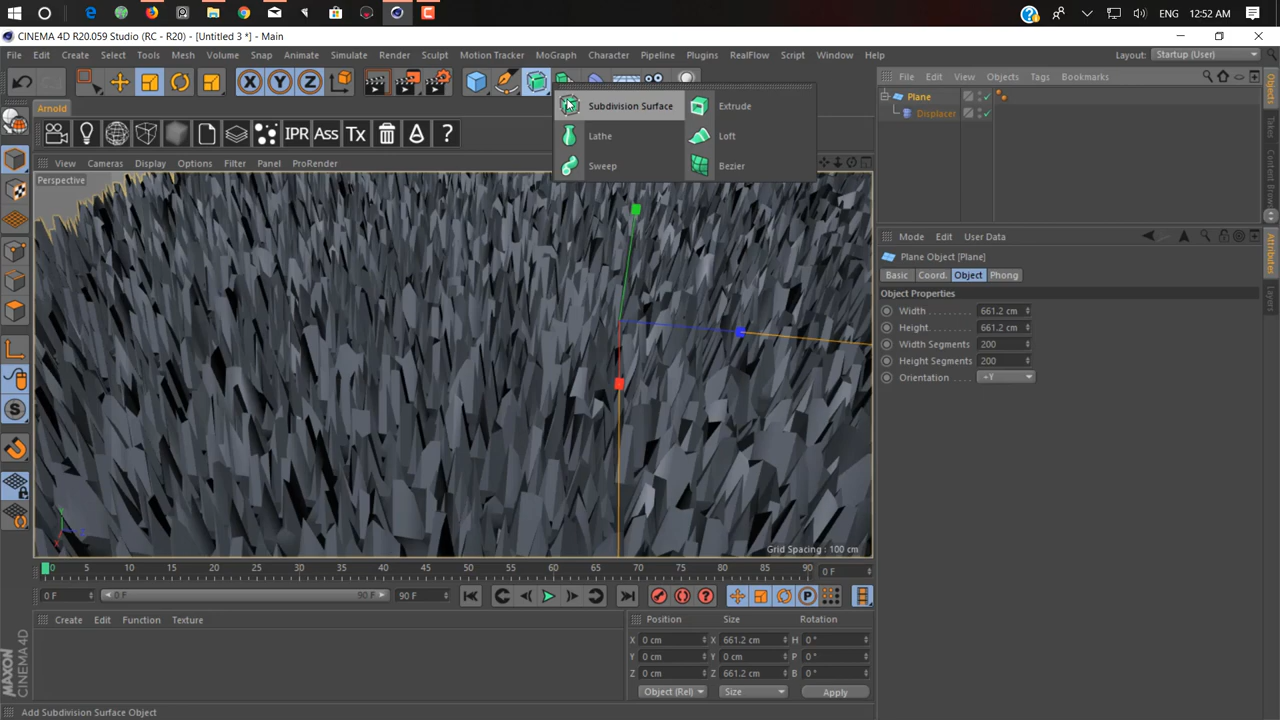 ENG 12:52 AM
CINEMA 4D R20.059 Studio (RC - R20) - [Untitled 3 *] - Main
File Edit Create Select Tools Mesh Volume Snap Animate Simulate Render Sculpt Motion Tracker MoGraph Character Pipeline Plugins RealFlow Script Window Help Layout: Startup (User)
X Y Z
File Edit View Objects Tags Bookmarks
Plane
Displacer
Subdivision Surface Extrude
Lathe Loft
Sweep Bezier
Arnold
IPR Ass Tx ?
View Cameras Display Options Filter Panel ProRender
Perspective
Grid Spacing : 100 cm
Objects
Takes
Content Brows
Attributes
Layers
Mode Edit User Data
Plane Object [Plane]
Basic Coord. Object Phong
Object Properties
Width . . . . . . . . 661.2 cm
Height. . . . . . . . 661.2 cm
Width Segments 200
Height Segments 200
Orientation . . . . +Y
0 5 10 15 20 25 30 35 40 45 50 55 60 65 70 75 80 85 90 0 F
0 F 0 F 90 F 90 F
Create Edit Function Texture
Position Size Rotation
X 0 cm X 661.2 cm H 0 °
Y 0 cm Y 0 cm P 0 °
Z 0 cm Z 661.2 cm B 0 °
Object (Rel) Size Apply
MAXON
CINEMA 4D
Add Subdivision Surface Object